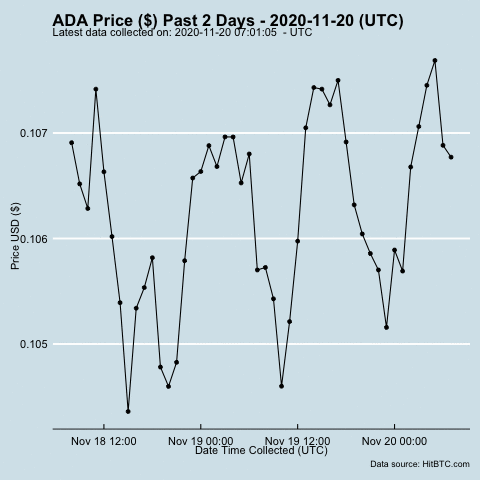 ADA Price ($) Past 2 Days - 2020-11-20 (UTC)
Latest data collected on: 2020-11-20 07:01:05 - UTC
0.107
0.106
0.105
Price USD ($)
Nov 18 12:00 Nov 19 00:00 Nov 19 12:00 Nov 20 00:00
Date Time Collected (UTC)
Data source: HitBTC.com